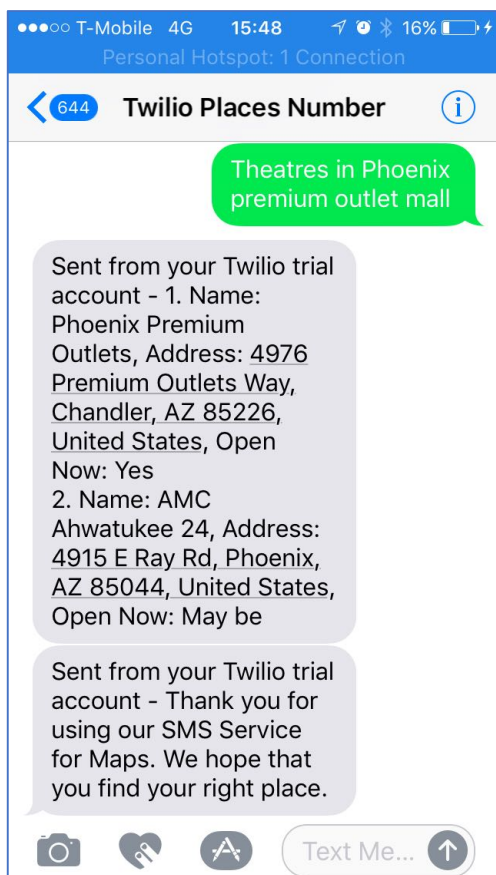 T-Mobile 4G 15:48 16%
Personal Hotspot: 1 Connection
644 Twilio Places Number i
Theatres in Phoenix
premium outlet mall
Sent from your Twilio trial
account - 1. Name:
Phoenix Premium
Outlets, Address: 4976
Premium Outlets Way,
Chandler, AZ 85226,
United States, Open
Now: Yes
2. Name: AMC
Ahwatukee 24, Address:
4915 E Ray Rd, Phoenix,
AZ 85044, United States,
Open Now: May be
Sent from your Twilio trial
account - Thank you for
using our SMS Service
for Maps. We hope that
you find your right place.
Text Me...